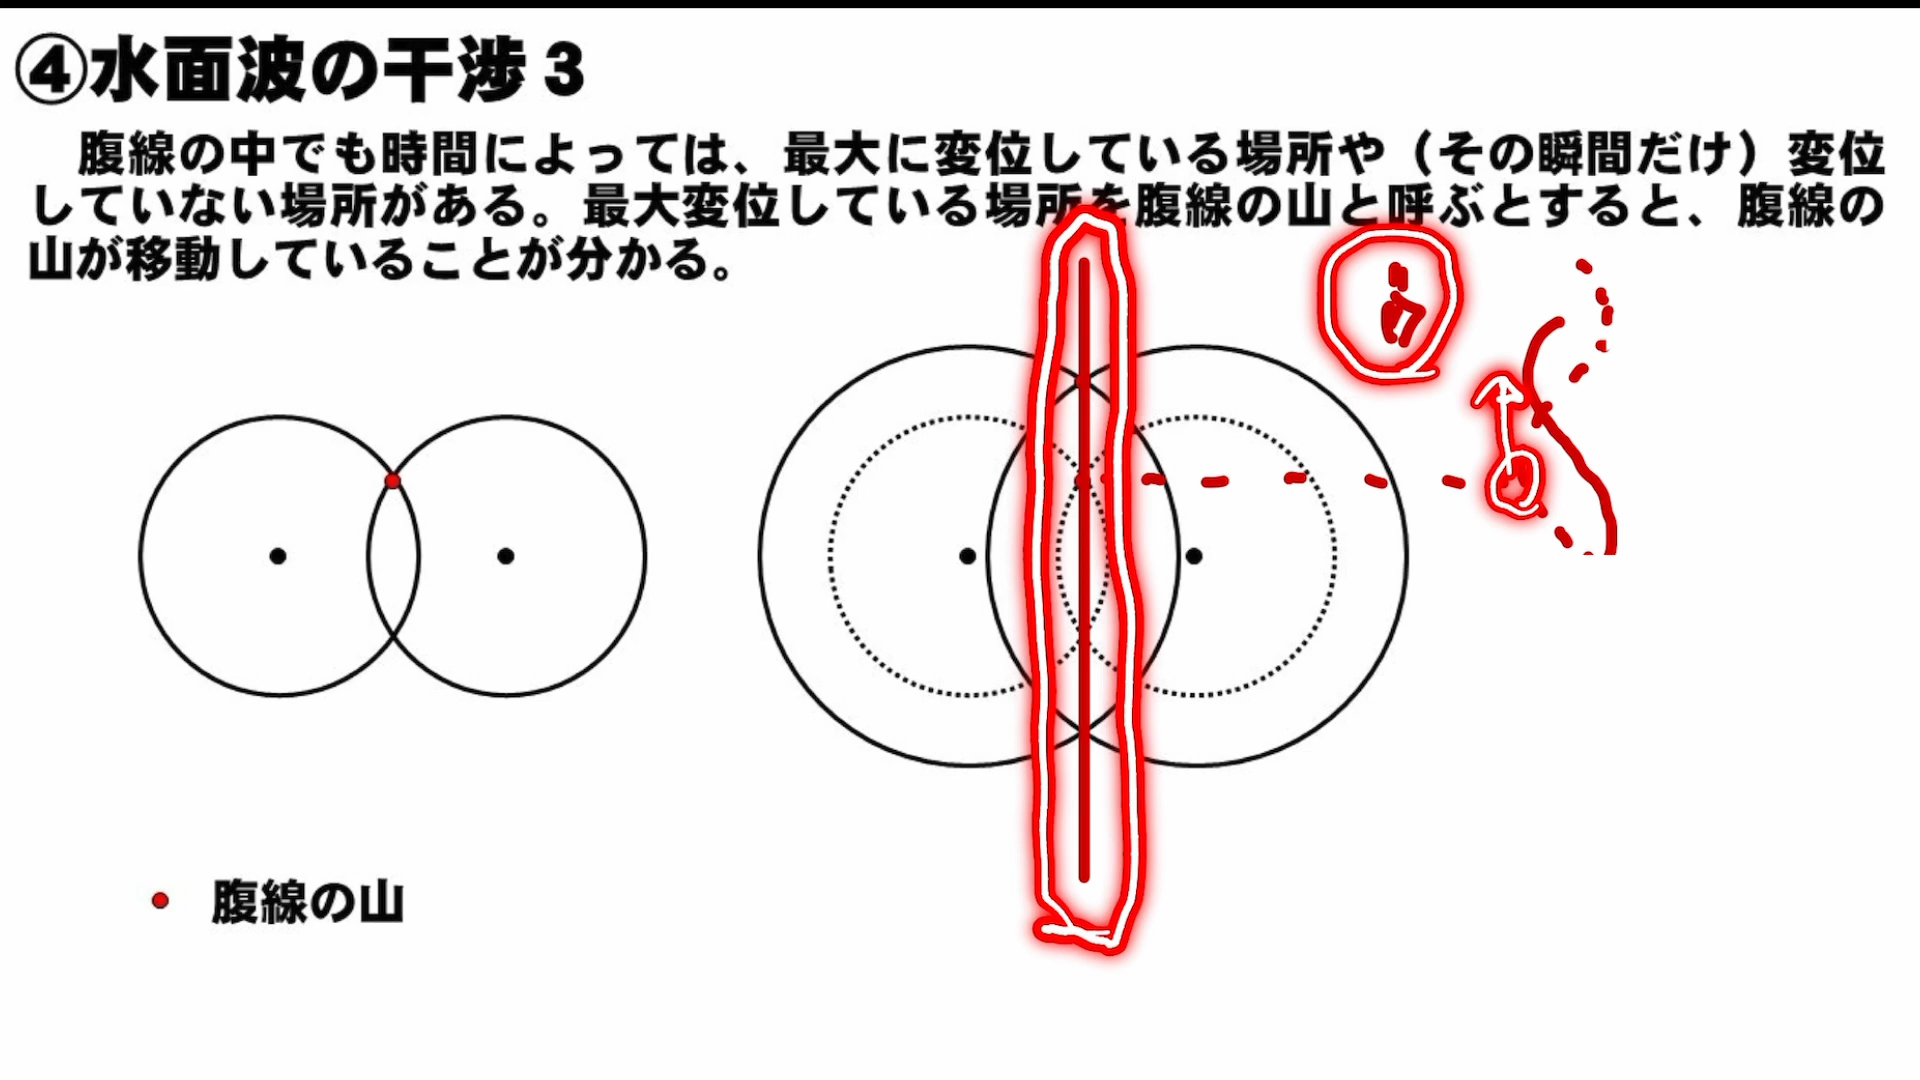 ④水面波の干渉3
腹線の中でも時間によっては、最大に変位している場所や（その瞬間だけ）変位
していない場所がある。最大変位している場所を腹線の山と呼ぶとすると、腹線の
山が移動していることが分かる。
腹線の山